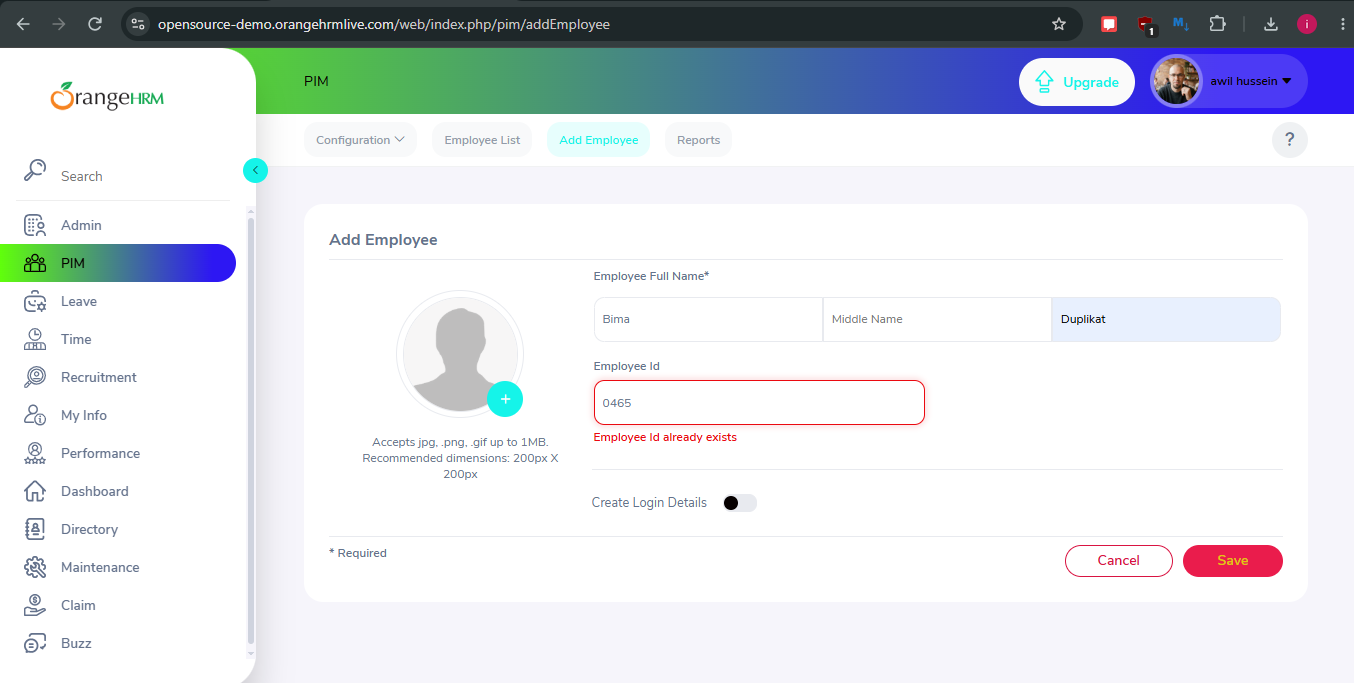 opensource-demo.orangehrmlive.com/web/index.php/pim/addEmployee
1
M
i
OrangeHRM
PIM
Upgrade
awil hussein
Configuration
Employee List
Add Employee
Reports
?
Search
Admin
PIM
Leave
Time
Recruitment
My Info
Performance
Dashboard
Directory
Maintenance
Claim
Buzz
Add Employee
Employee Full Name*
Bima
Middle Name
Duplikat
Employee Id
0465
Employee Id already exists
Accepts jpg, .png, .gif up to 1MB.
Recommended dimensions: 200px X
200px
Create Login Details
* Required
Cancel
Save